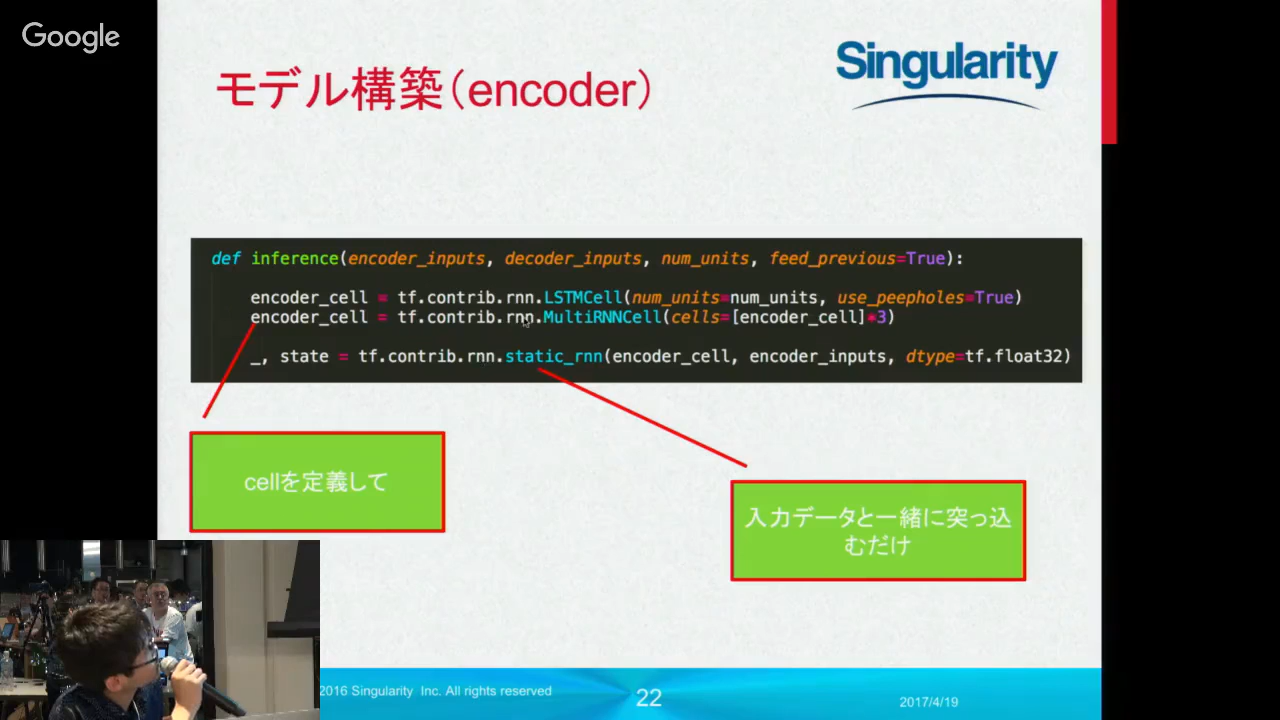 Google
Singularity
モデル構築（encoder）
def inference(encoder_inputs, decoder_inputs, num_units, feed_previous=True):
encoder_cell = tf.contrib.rnn.LSTMCell(num_units=num_units, use_peepholes=True)
encoder_cell = tf.contrib.rnn.MultiRNNCell(cells=[encoder_cell]*3)
_, state = tf.contrib.rnn.static_rnn(encoder_cell, encoder_inputs, dtype=tf.float32)
cellを定義して
入力データと一緒に突っ込
むだけ
2016 Singularity Inc. All rights reserved
22
2017/4/19